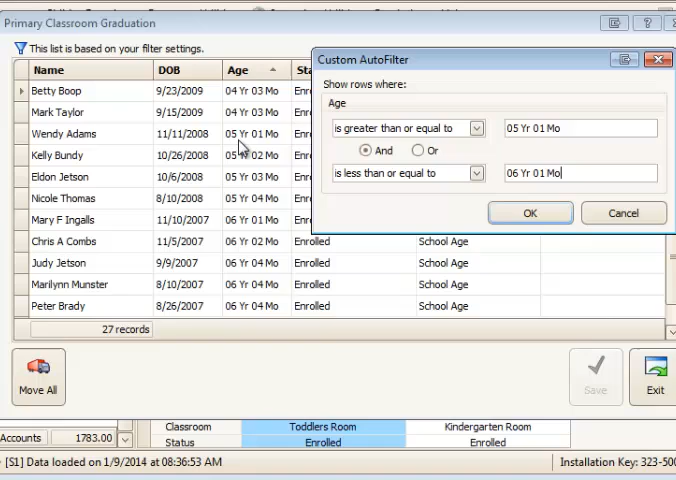 Primary Classroom Graduation
This list is based on your filter settings.
Name DOB Age Sta
Betty Boop 9/23/2009 04 Yr 03 Mo Enro
Mark Taylor 9/15/2009 04 Yr 03 Mo Enro
Wendy Adams 11/11/2008 05 Yr 01 Mo Enro
Kelly Bundy 10/26/2008 05 Yr 02 Mo Enro
Eldon Jetson 10/6/2008 05 Yr 03 Mo Enro
Nicole Thomas 8/10/2008 05 Yr 04 Mo Enro
Mary F Ingalls 11/10/2007 06 Yr 01 Mo Enro
Chris A Combs 11/5/2007 06 Yr 02 Mo Enrolled School Age
Judy Jetson 9/9/2007 06 Yr 04 Mo Enrolled School Age
Marilynn Munster 8/10/2007 06 Yr 04 Mo Enrolled School Age
Peter Brady 8/26/2007 06 Yr 04 Mo Enrolled School Age
27 records
Custom AutoFilter
Show rows where:
Age
is greater than or equal to 05 Yr 01 Mo
And Or
is less than or equal to 06 Yr 01 Mo
OK Cancel
Move All Save Exit
Classroom Toddlers Room Kindergarten Room
Accounts 1783.00 Status Enrolled Enrolled
[S1] Data loaded on 1/9/2014 at 08:36:53 AM Installation Key: 323-500